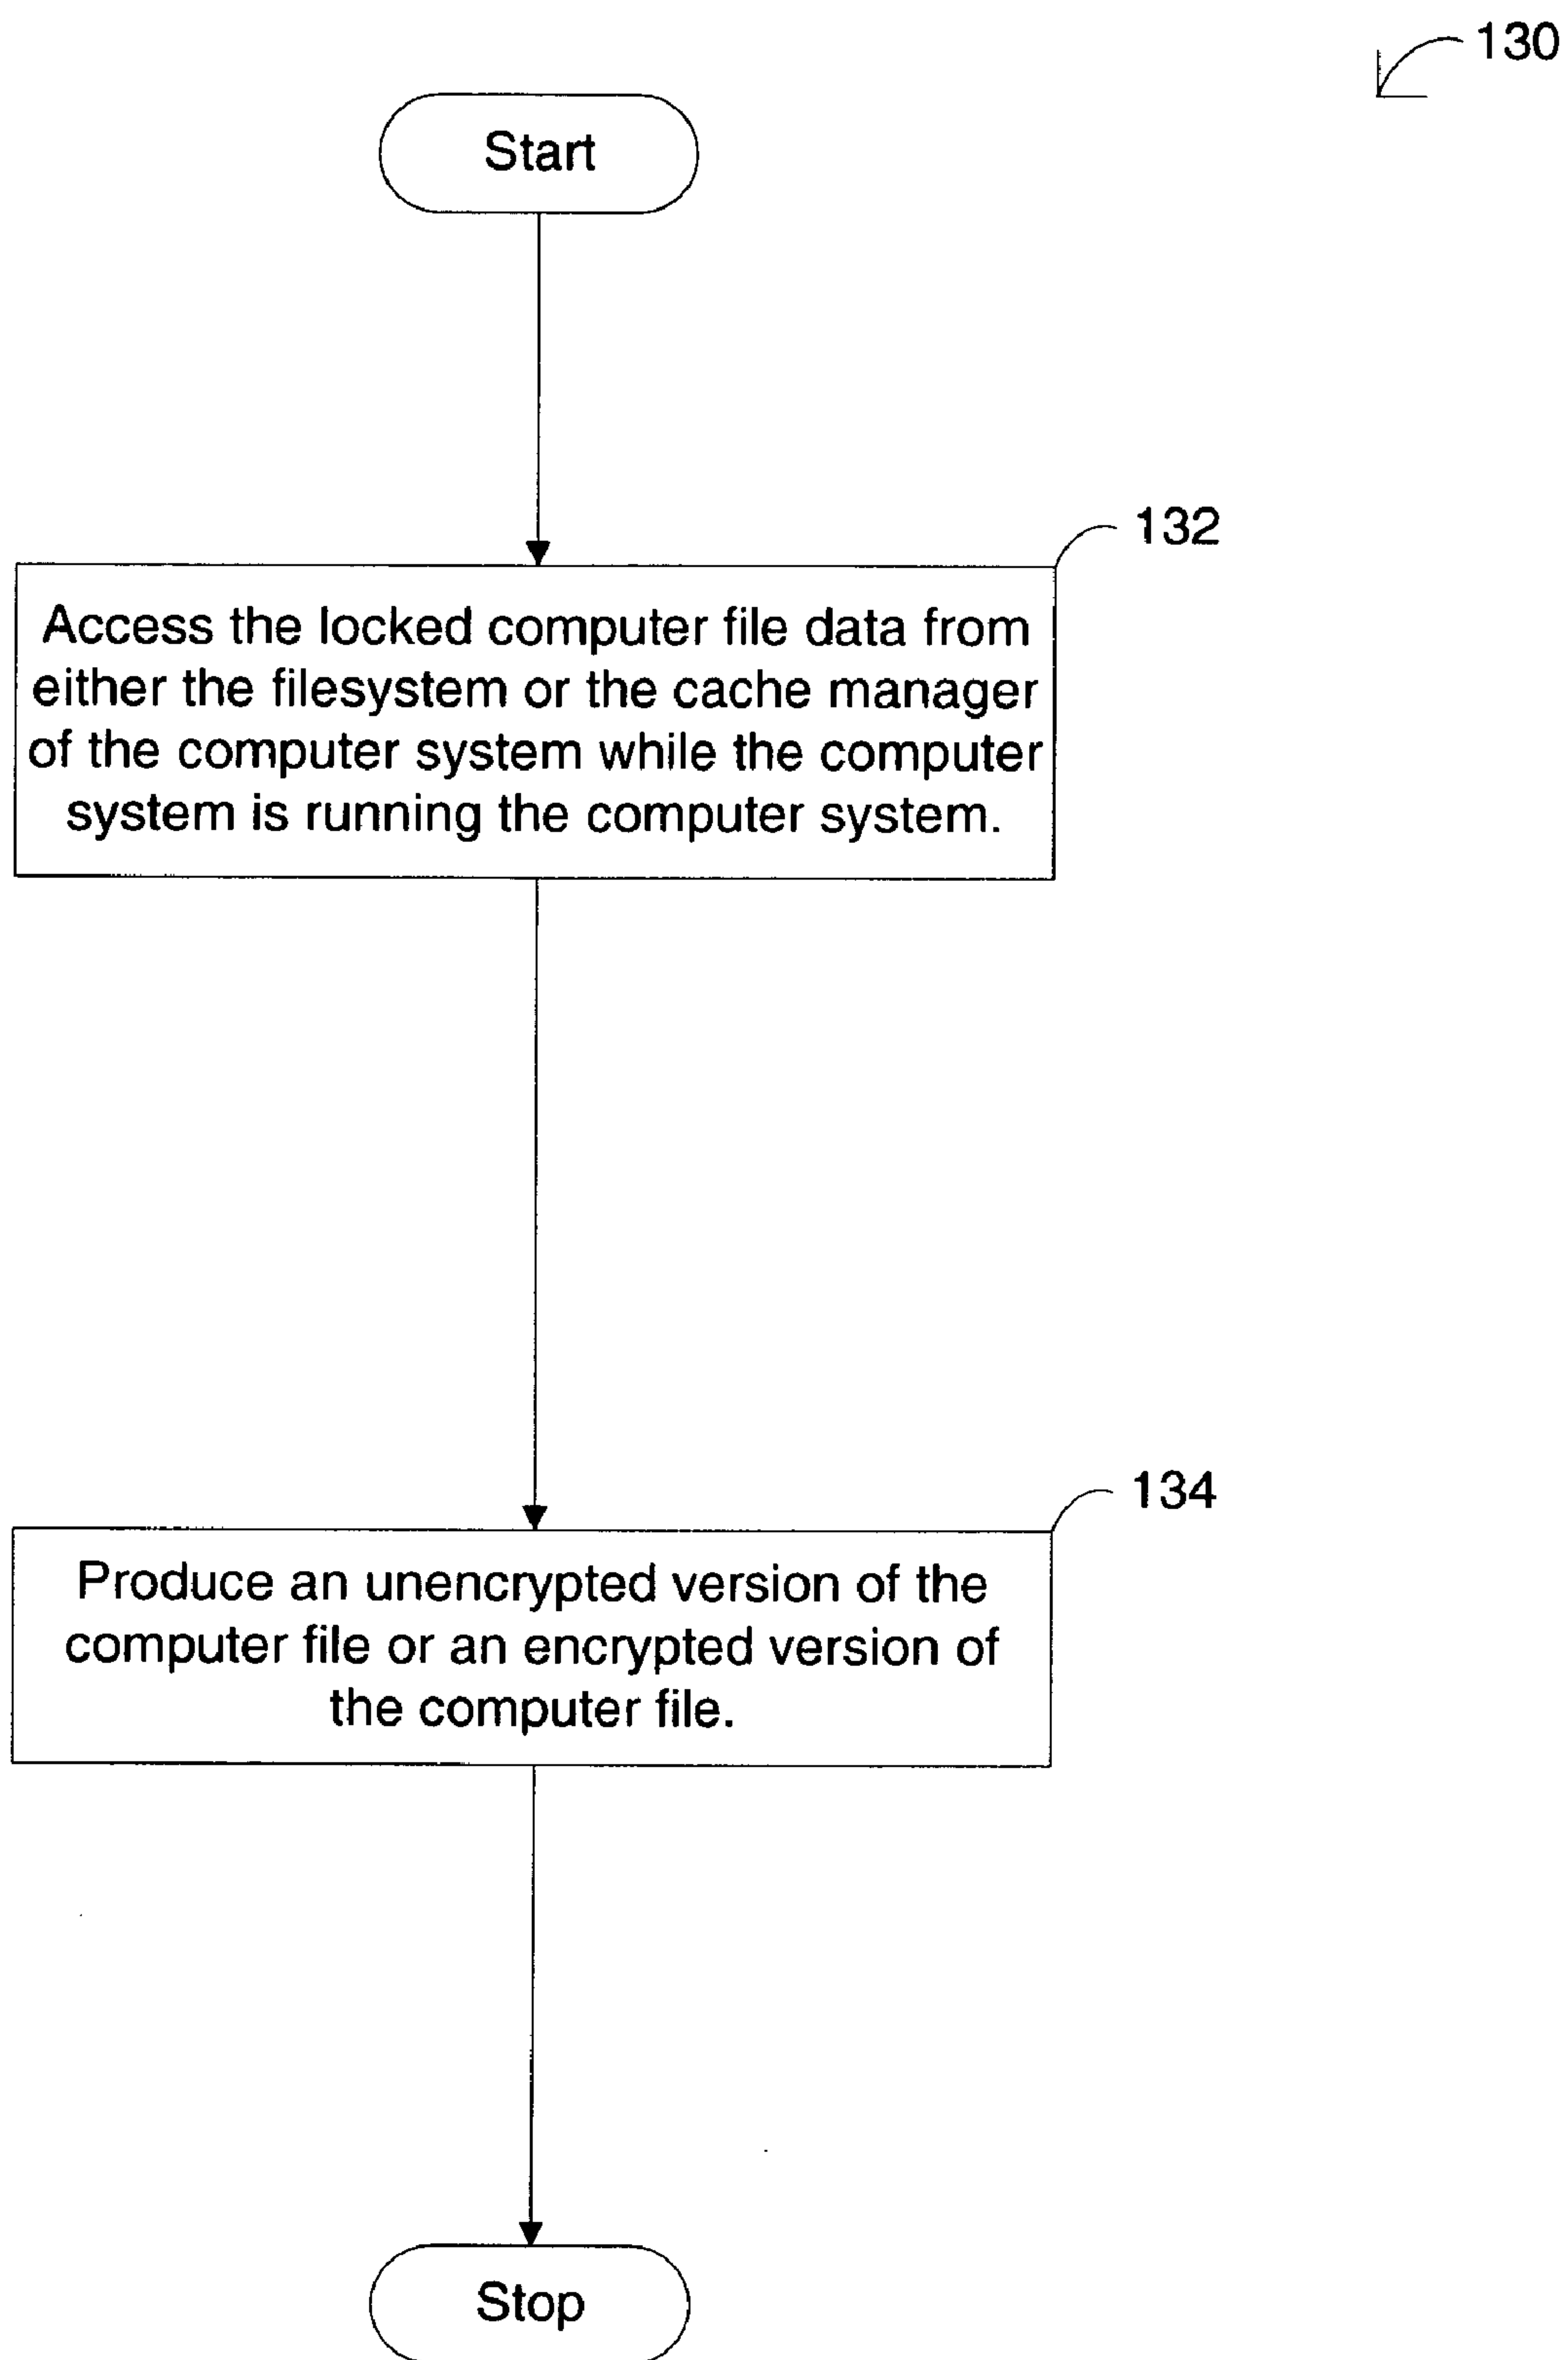 130
Start
132
Access the locked computer file data from
either the filesystem or the cache manager
of the computer system while the computer
system is running the computer system.
134
Produce an unencrypted version of the
computer file or an encrypted version of
the computer file.
Stop